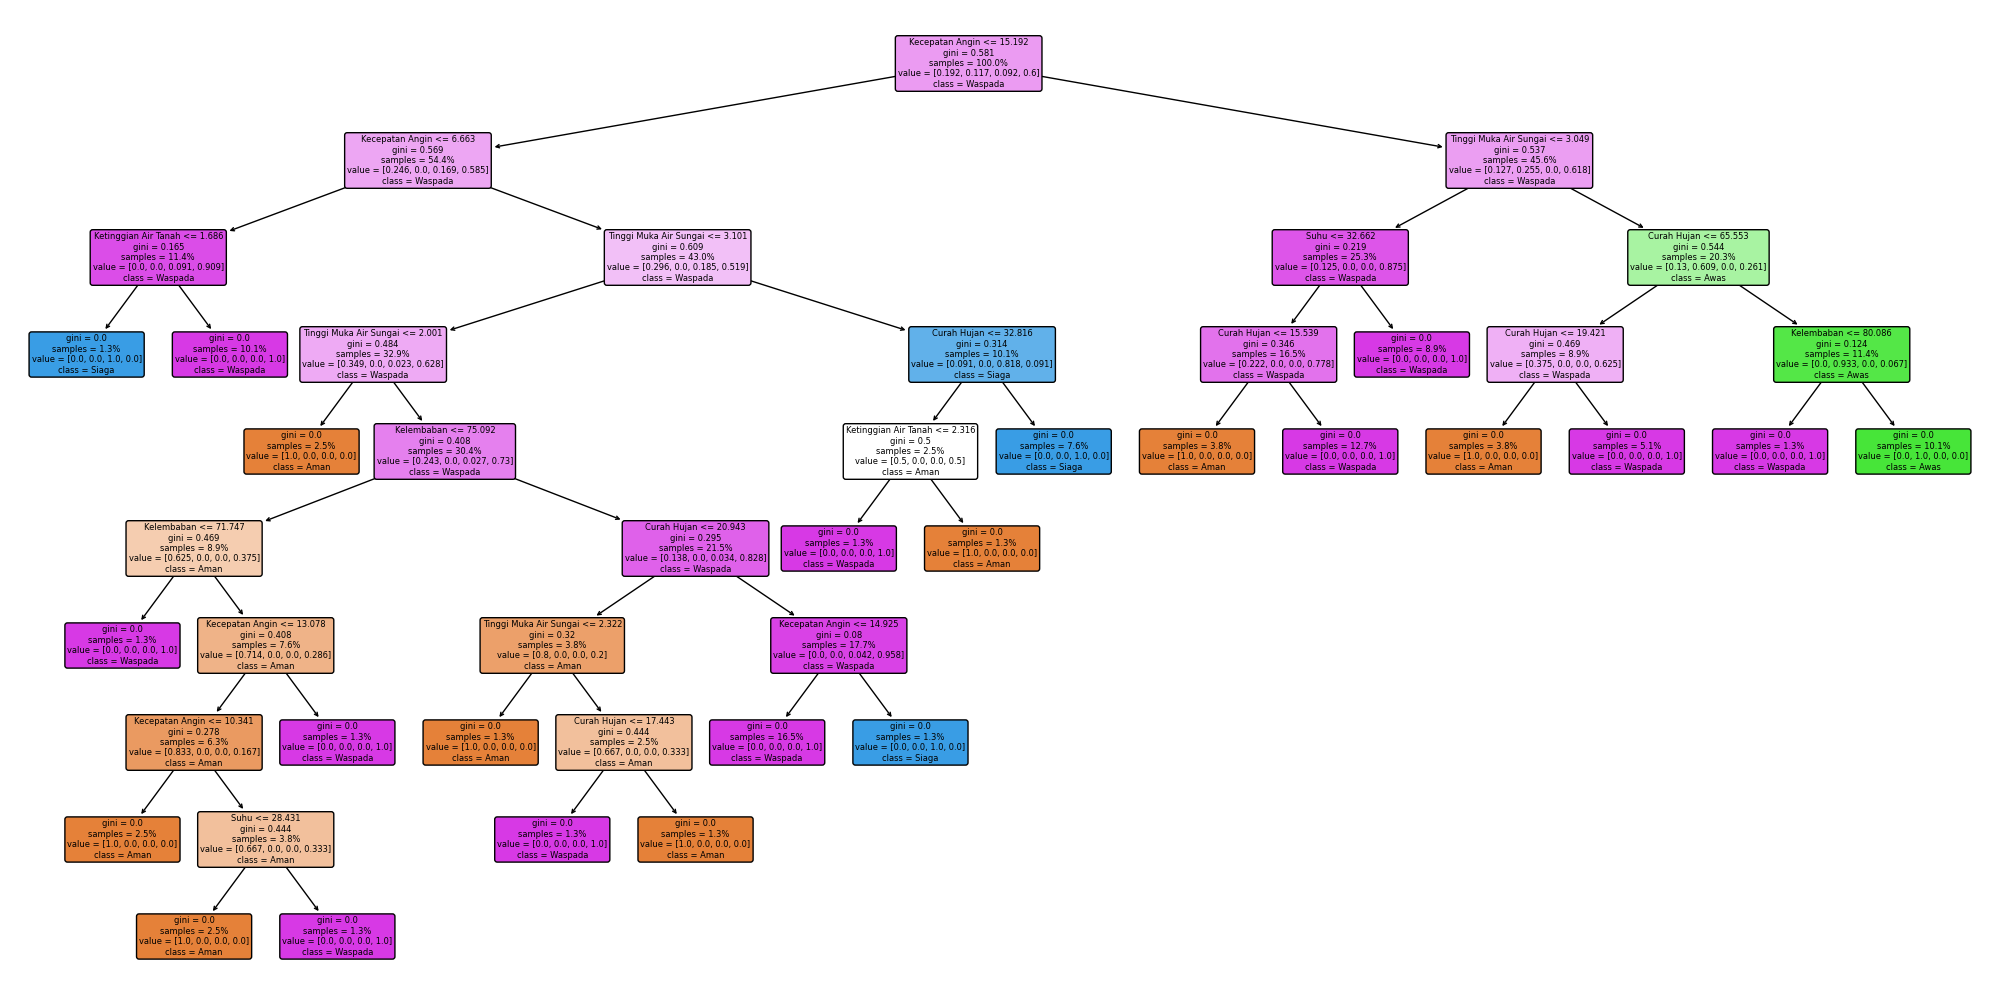 Kecepatan Angin <= 15.192
gini = 0.581
samples = 100.0%
value = [0.192, 0.117, 0.092, 0.6]
class = Waspada
Kecepatan Angin <= 6.663
gini = 0.569
samples = 54.4%
value = [0.246, 0.0, 0.169, 0.585]
class = Waspada
Tinggi Muka Air Sungai <= 3.049
gini = 0.537
samples = 45.6%
value = [0.127, 0.255, 0.0, 0.618]
class = Waspada
Ketinggian Air Tanah <= 1.686
gini = 0.165
samples = 11.4%
value = [0.0, 0.0, 0.091, 0.909]
class = Waspada
Tinggi Muka Air Sungai <= 3.101
gini = 0.609
samples = 43.0%
value = [0.296, 0.0, 0.185, 0.519]
class = Waspada
Suhu <= 32.662
gini = 0.219
samples = 25.3%
value = [0.125, 0.0, 0.0, 0.875]
class = Waspada
Curah Hujan <= 65.553
gini = 0.544
samples = 20.3%
value = [0.13, 0.609, 0.0, 0.261]
class = Awas
gini = 0.0
samples = 1.3%
value = [0.0, 0.0, 1.0, 0.0]
class = Siaga
gini = 0.0
samples = 10.1%
value = [0.0, 0.0, 0.0, 1.0]
class = Waspada
Tinggi Muka Air Sungai <= 2.001
gini = 0.484
samples = 32.9%
value = [0.349, 0.0, 0.023, 0.628]
class = Waspada
Curah Hujan <= 32.816
gini = 0.314
samples = 10.1%
value = [0.091, 0.0, 0.818, 0.091]
class = Siaga
Curah Hujan <= 15.539
gini = 0.346
samples = 16.5%
value = [0.222, 0.0, 0.0, 0.778]
class = Waspada
gini = 0.0
samples = 8.9%
value = [0.0, 0.0, 0.0, 1.0]
class = Waspada
Curah Hujan <= 19.421
gini = 0.469
samples = 8.9%
value = [0.375, 0.0, 0.0, 0.625]
class = Waspada
Kelembaban <= 80.086
gini = 0.124
samples = 11.4%
value = [0.0, 0.933, 0.0, 0.067]
class = Awas
gini = 0.0
samples = 2.5%
value = [1.0, 0.0, 0.0, 0.0]
class = Aman
Kelembaban <= 75.092
gini = 0.408
samples = 30.4%
value = [0.243, 0.0, 0.027, 0.73]
class = Waspada
Ketinggian Air Tanah <= 2.316
gini = 0.5
samples = 2.5%
value = [0.5, 0.0, 0.0, 0.5]
class = Aman
gini = 0.0
samples = 7.6%
value = [0.0, 0.0, 1.0, 0.0]
class = Siaga
gini = 0.0
samples = 3.8%
value = [1.0, 0.0, 0.0, 0.0]
class = Aman
gini = 0.0
samples = 12.7%
value = [0.0, 0.0, 0.0, 1.0]
class = Waspada
gini = 0.0
samples = 3.8%
value = [1.0, 0.0, 0.0, 0.0]
class = Aman
gini = 0.0
samples = 5.1%
value = [0.0, 0.0, 0.0, 1.0]
class = Waspada
gini = 0.0
samples = 1.3%
value = [0.0, 0.0, 0.0, 1.0]
class = Waspada
gini = 0.0
samples = 10.1%
value = [0.0, 1.0, 0.0, 0.0]
class = Awas
Kelembaban <= 71.747
gini = 0.469
samples = 8.9%
value = [0.625, 0.0, 0.0, 0.375]
class = Aman
Curah Hujan <= 20.943
gini = 0.295
samples = 21.5%
value = [0.138, 0.0, 0.034, 0.828]
class = Waspada
gini = 0.0
samples = 1.3%
value = [0.0, 0.0, 0.0, 1.0]
class = Waspada
gini = 0.0
samples = 1.3%
value = [1.0, 0.0, 0.0, 0.0]
class = Aman
gini = 0.0
samples = 1.3%
value = [0.0, 0.0, 0.0, 1.0]
class = Waspada
Kecepatan Angin <= 13.078
gini = 0.408
samples = 7.6%
value = [0.714, 0.0, 0.0, 0.286]
class = Aman
Tinggi Muka Air Sungai <= 2.322
gini = 0.32
samples = 3.8%
value = [0.8, 0.0, 0.0, 0.2]
class = Aman
Kecepatan Angin <= 14.925
gini = 0.08
samples = 17.7%
value = [0.0, 0.0, 0.042, 0.958]
class = Waspada
Kecepatan Angin <= 10.341
gini = 0.278
samples = 6.3%
value = [0.833, 0.0, 0.0, 0.167]
class = Aman
gini = 0.0
samples = 1.3%
value = [0.0, 0.0, 0.0, 1.0]
class = Waspada
gini = 0.0
samples = 1.3%
value = [1.0, 0.0, 0.0, 0.0]
class = Aman
Curah Hujan <= 17.443
gini = 0.444
samples = 2.5%
value = [0.667, 0.0, 0.0, 0.333]
class = Aman
gini = 0.0
samples = 16.5%
value = [0.0, 0.0, 0.0, 1.0]
class = Waspada
gini = 0.0
samples = 1.3%
value = [0.0, 0.0, 1.0, 0.0]
class = Siaga
gini = 0.0
samples = 2.5%
value = [1.0, 0.0, 0.0, 0.0]
class = Aman
Suhu <= 28.431
gini = 0.444
samples = 3.8%
value = [0.667, 0.0, 0.0, 0.333]
class = Aman
gini = 0.0
samples = 1.3%
value = [0.0, 0.0, 0.0, 1.0]
class = Waspada
gini = 0.0
samples = 1.3%
value = [1.0, 0.0, 0.0, 0.0]
class = Aman
gini = 0.0
samples = 2.5%
value = [1.0, 0.0, 0.0, 0.0]
class = Aman
gini = 0.0
samples = 1.3%
value = [0.0, 0.0, 0.0, 1.0]
class = Waspada